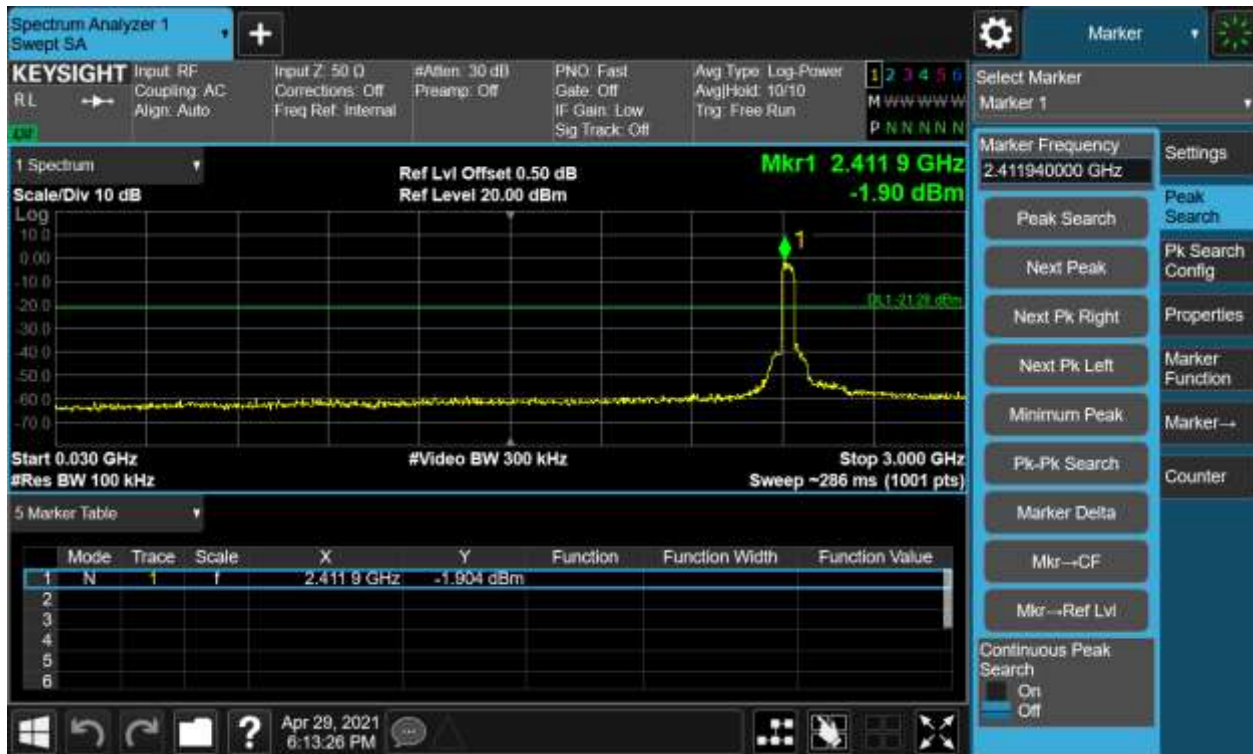 Spectrum Analyzer 1
Swept SA
+
Marker
KEYSIGHT
RL
Input: RF
Coupling: AC
Align: Auto
Input Z: 50 Ω
Corrections: Off
Freq Ref: Internal
#Atten: 30 dB
Preamp: Off
PNO: Fast
Gate: Off
IF Gain: Low
Sig Track: Off
Avg Type: Log-Power
Avg|Hold: 10/10
Trig: Free Run
1 2 3 4 5 6
M W W W W W
P N N N N N
Select Marker
Marker 1
1 Spectrum
Scale/Div 10 dB
Ref Lvl Offset 0.50 dB
Ref Level 20.00 dBm
Mkr1 2.411 9 GHz
-1.90 dBm
Log
10.0
0.00
-10.0
-20.0
-30.0
-40.0
-50.0
-60.0
-70.0
1
DL1 -21.28 dBm
Start 0.030 GHz
#Res BW 100 kHz
#Video BW 300 kHz
Stop 3.000 GHz
Sweep ~286 ms (1001 pts)
5 Marker Table
Mode Trace Scale X Y Function Function Width Function Value
1 N 1 f 2.411 9 GHz -1.904 dBm
2
3
4
5
6
Marker Frequency
2.411940000 GHz
Peak Search
Next Peak
Next Pk Right
Next Pk Left
Minimum Peak
Pk-Pk Search
Marker Delta
Mkr→CF
Mkr→Ref Lvl
Continuous Peak
Search
On
Off
Settings
Peak
Search
Pk Search
Config
Properties
Marker
Function
Marker→
Counter
?
Apr 29, 2021
6:13:26 PM